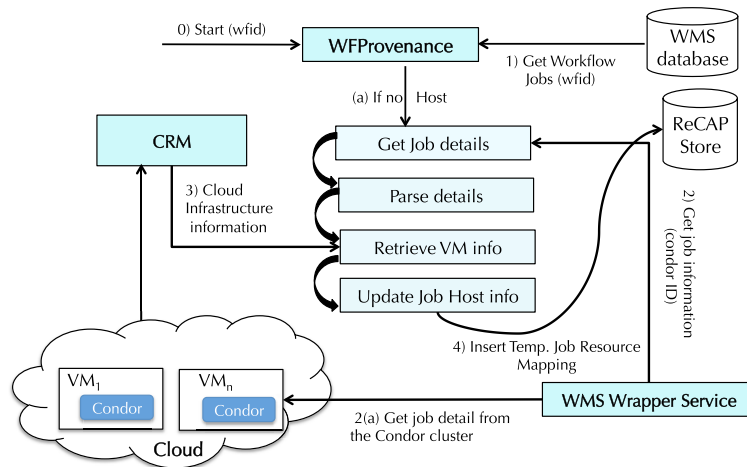 0) Start (wfid)
WFProvenance
WMS
database
1) Get Workflow
Jobs (wfid)
(a) If no Host
ReCAP
Store
CRM
Get Job details
3) Cloud
Infrastructure
information
Parse details
Retrieve VM info
Update Job Host info
2) Get job information
(condor ID)
4) Insert Temp. Job Resource
Mapping
VM1
Condor
VMn
Condor
Cloud
2(a) Get job detail from
the Condor cluster
WMS Wrapper Service